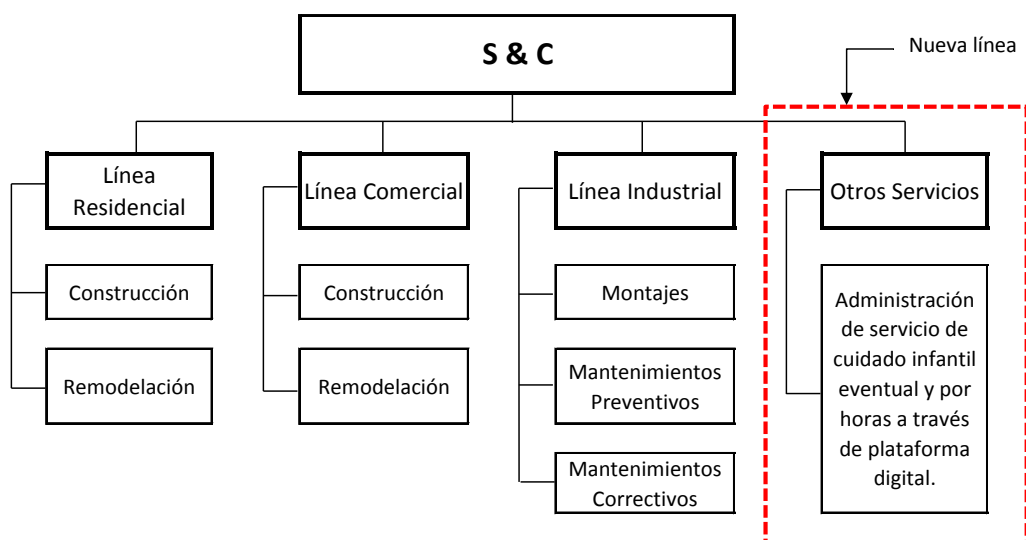 S & C
Nueva línea
Línea
Residencial
Construcción
Remodelación
Línea Comercial
Construcción
Remodelación
Línea Industrial
Montajes
Mantenimientos
Preventivos
Mantenimientos
Correctivos
Otros Servicios
Administración
de servicio de
cuidado infantil
eventual y por
horas a través
de plataforma
digital.